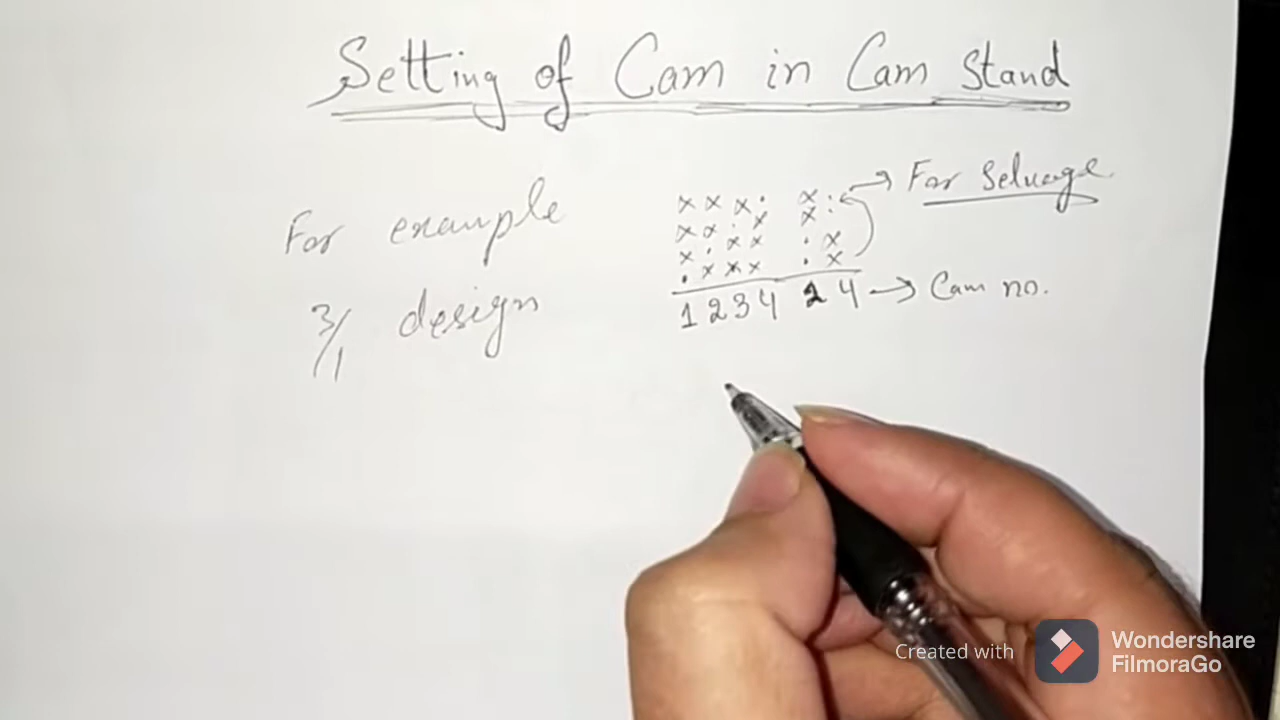 Setting of Cam in Cam Stand
For example
3/1 design
x x x . x . → For Selvage
x x . x x .
x . x x . x
. x x x . x
1 2 3 4 2 4 → Cam no.
Created with Wondershare FilmoraGo